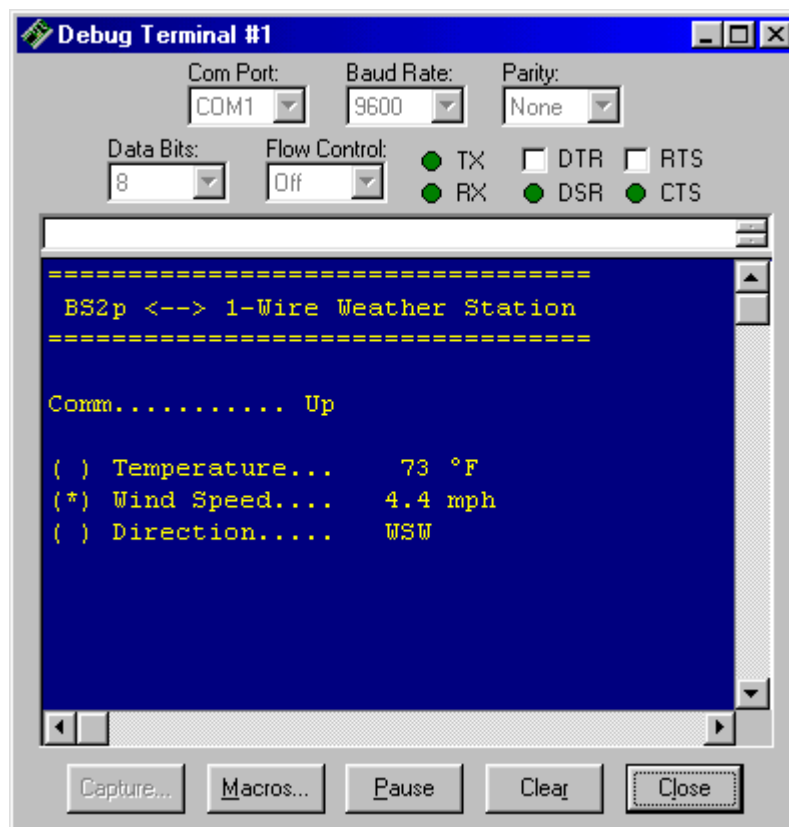 Debug Terminal #1
Com Port: Baud Rate: Parity:
COM1 9600 None
Data Bits: Flow Control: TX DTR RTS
8 Off RX DSR CTS
==================================
BS2p <--> 1-Wire Weather Station
==================================
Comm........... Up
( ) Temperature... 73 °F
(*) Wind Speed.... 4.4 mph
( ) Direction..... WSW
Capture... Macros... Pause Clear Close